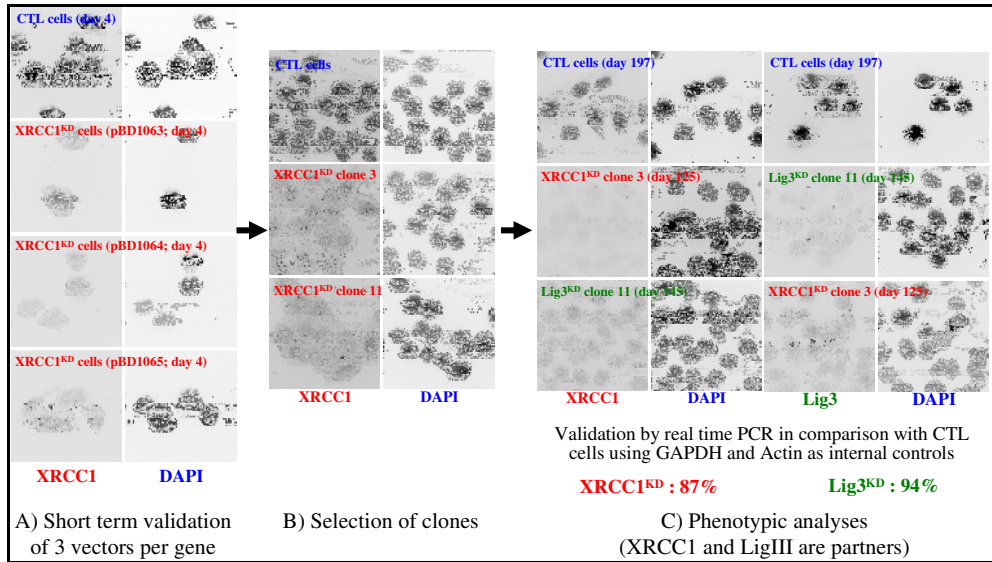 CTL cells (day 4)
XRCC1KD cells (pBD1063; day 4)
XRCC1KD cells (pBD1064; day 4)
XRCC1KD cells (pBD1065; day 4)
XRCC1 DAPI
A) Short term validation
of 3 vectors per gene
CTL cells
XRCC1KD clone 3
XRCC1KD clone 11
XRCC1 DAPI
B) Selection of clones
CTL cells (day 197) CTL cells (day 197)
XRCC1KD clone 3 (day 125) Lig3KD clone 11 (day 145)
Lig3KD clone 11 (day 145) XRCC1KD clone 3 (day 125)
XRCC1 DAPI Lig3 DAPI
Validation by real time PCR in comparison with CTL
cells using GAPDH and Actin as internal controls
XRCC1KD : 87% Lig3KD : 94%
C) Phenotypic analyses
(XRCC1 and LigIII are partners)